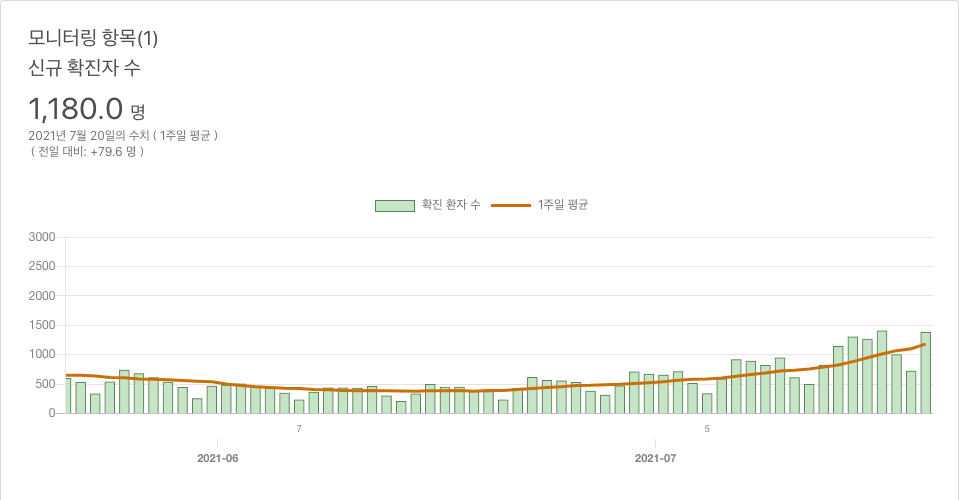 모니터링 항목(1)
신규 확진자 수
1,180.0 명
2021년 7월 20일의 수치 ( 1주일 평균 )
( 전일 대비: +79.6 명 )
확진 환자 수
1주일 평균
3000
2500
2000
1500
1000
500
0
7
5
2021-06
2021-07